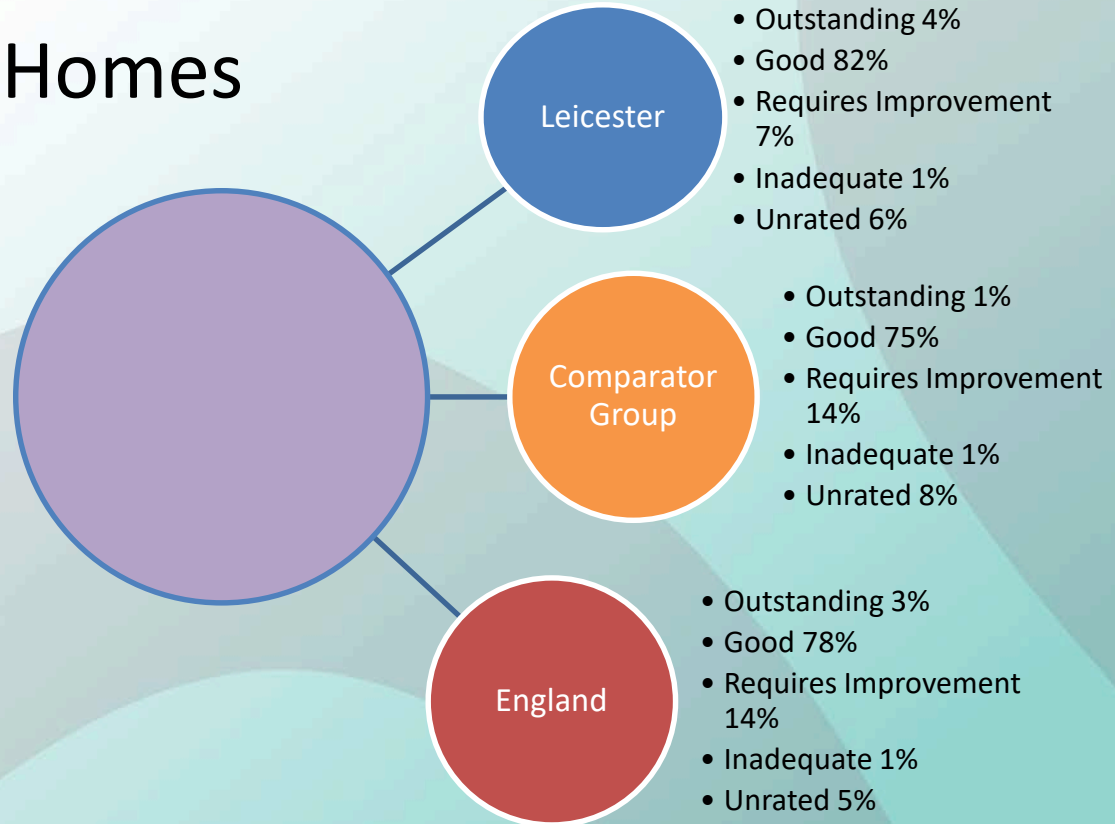 Homes
Leicester
• Outstanding 4%
• Good 82%
• Requires Improvement
7%
• Inadequate 1%
• Unrated 6%
Comparator
Group
• Outstanding 1%
• Good 75%
• Requires Improvement
14%
• Inadequate 1%
• Unrated 8%
England
• Outstanding 3%
• Good 78%
• Requires Improvement
14%
• Inadequate 1%
• Unrated 5%